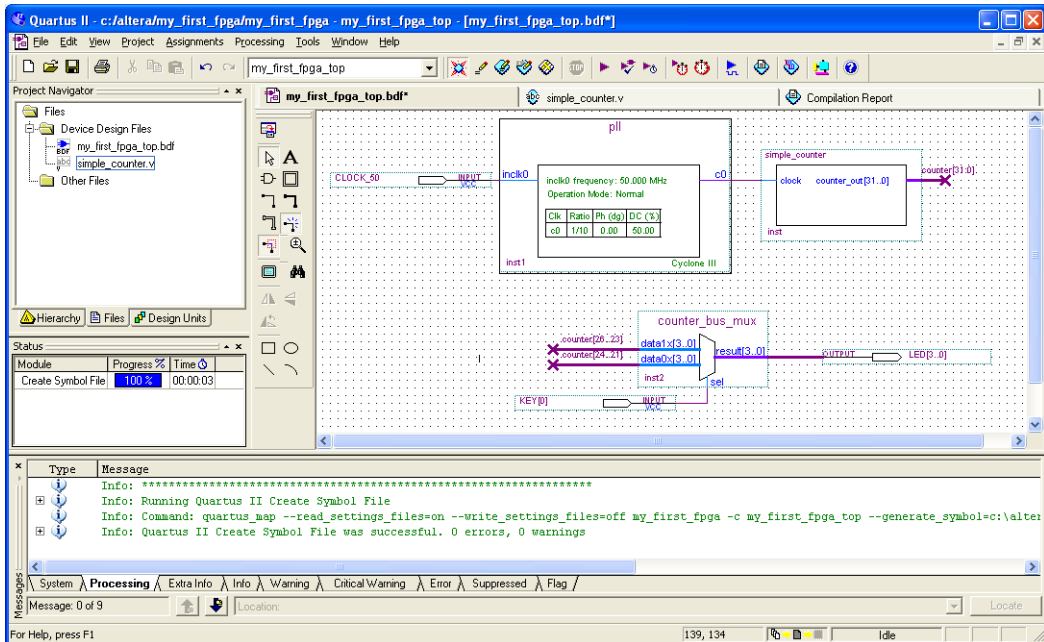 Quartus II - c:/altera/my_first_fpga/my_first_fpga - my_first_fpga_top - [my_first_fpga_top.bdf*]
File Edit View Project Assignments Processing Tools Window Help
my_first_fpga_top
STOP
Project Navigator
Files
Device Design Files
BDF my_first_fpga_top.bdf
abc simple_counter.v
Other Files
Hierarchy Files Design Units
Status
Module Progress % Time
Create Symbol File 100 % 00:00:03
my_first_fpga_top.bdf*
abc simple_counter.v
Compilation Report
A
pll
CLOCK_50
INPUT
VCC
inclk0
c0
inclk0 frequency: 50.000 MHz
Operation Mode: Normal
Clk Ratio Ph (dg) DC (%)
c0 1/10 0.00 50.00
inst1
Cyclone III
simple_counter
clock counter_out[31..0]
counter[31:0]
inst
counter_bus_mux
counter[26..23]
data1x[3..0]
counter[24..21]
data0x[3..0]
result[3..0]
inst2
sel
OUTPUT
LED[3..0]
KEY[0]
INPUT
VCC
Type Message
Info: *******************************************************************
Info: Running Quartus II Create Symbol File
Info: Command: quartus_map --read_settings_files=on --write_settings_files=off my_first_fpga -c my_first_fpga_top --generate_symbol=c:\alter
Info: Quartus II Create Symbol File was successful. 0 errors, 0 warnings
System Processing Extra Info Info Warning Critical Warning Error Suppressed Flag
Messages
Message: 0 of 9
Location:
Locate
For Help, press F1
139, 134
Idle